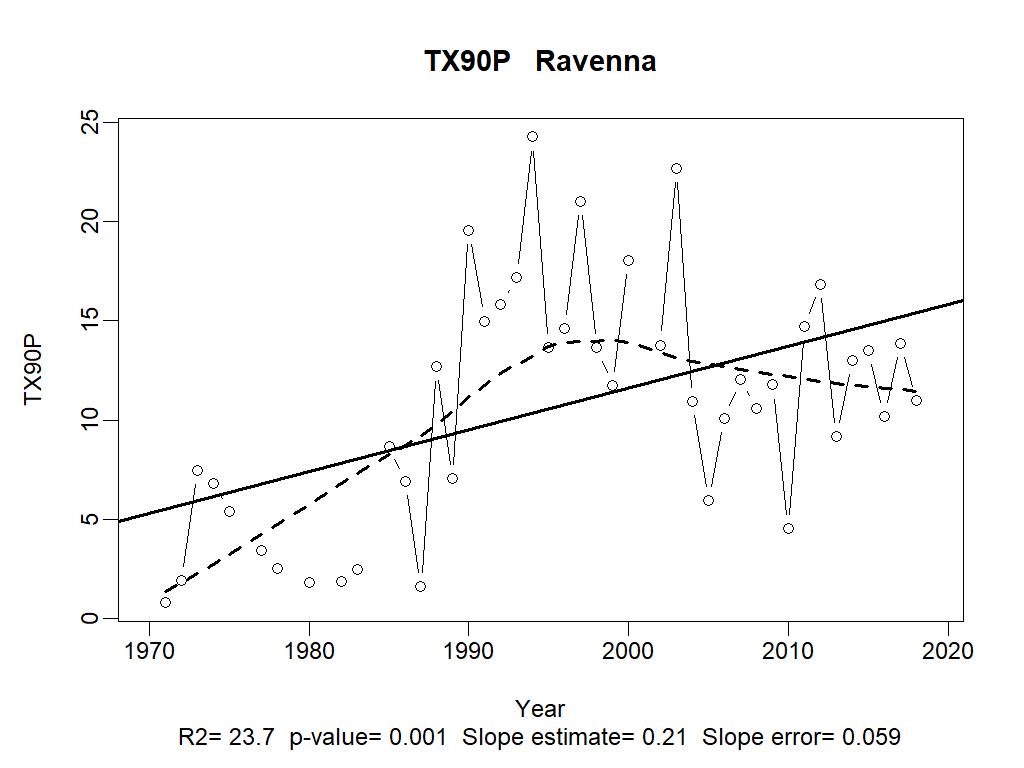 TX90P Ravenna
25
20
15
10
5
0
TX90P
1970 1980 1990 2000 2010 2020
Year
R2= 23.7 p-value= 0.001 Slope estimate= 0.21 Slope error= 0.059